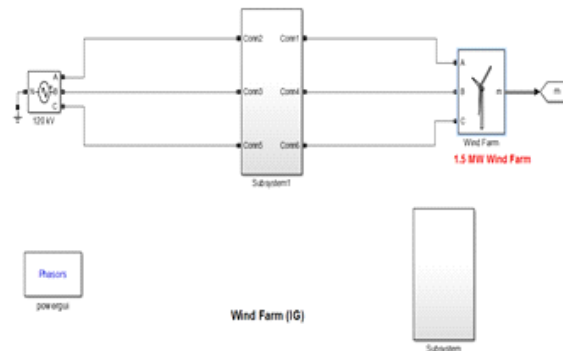 Conn2
Conn1
A
A
N
B
Conn3
Conn4
B
m
m
C
120 kV
C
Wind Farm
Conn5
Conn6
1.5 MW Wind Farm
Subsystem1
Phasors
powergui
Wind Farm (IG)
Subsystem